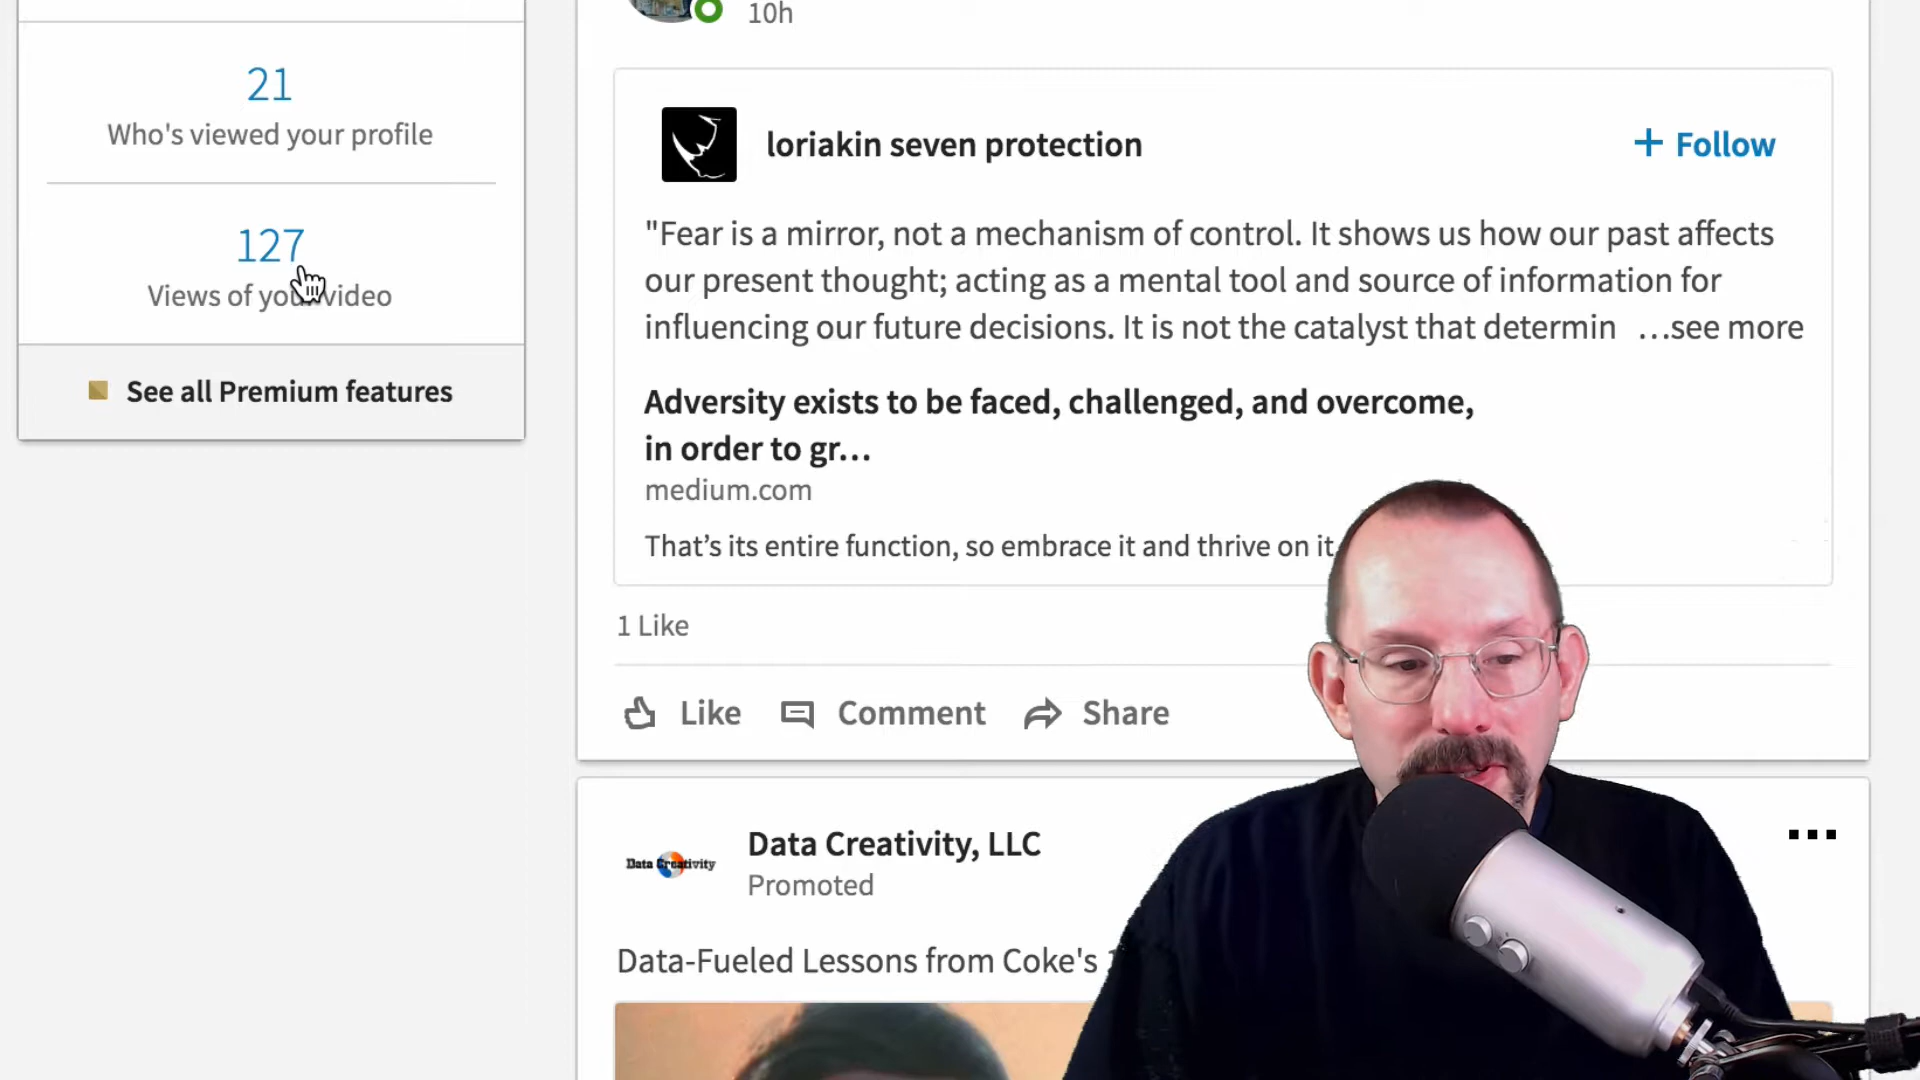 21
Who's viewed your profile
127
Views of your video
See all Premium features
10h
loriakin seven protection
+ Follow
"Fear is a mirror, not a mechanism of control. It shows us how our past affects
our present thought; acting as a mental tool and source of information for
influencing our future decisions. It is not the catalyst that determin …see more
Adversity exists to be faced, challenged, and overcome,
in order to gr…
medium.com
That’s its entire function, so embrace it and thrive on it
1 Like
Like Comment Share
Data Creativity
Data Creativity, LLC
Promoted
Data-Fueled Lessons from Coke's